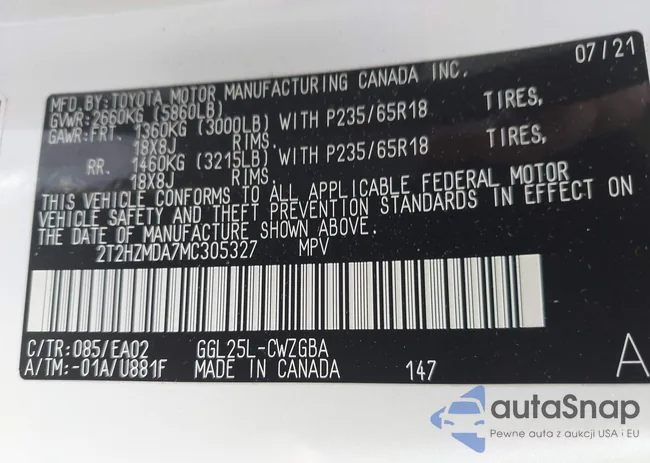 MFD. BY: TOYOTA MOTOR MANUFACTURING CANADA INC. 07/21
GVWR: 2660KG (5860LB)
GAWR: FRT. 1360KG (3000LB) WITH P235/65R18 TIRES,
18X8J RIMS.
RR. 1460KG (3215LB) WITH P235/65R18 TIRES,
18X8J RIMS.
THIS VEHICLE CONFORMS TO ALL APPLICABLE FEDERAL MOTOR
VEHICLE SAFETY AND THEFT PREVENTION STANDARDS IN EFFECT ON
THE DATE OF MANUFACTURE SHOWN ABOVE.
2T2HZMDA7MC305327 MPV
C/TR: 085/EA02 GGL25L-CWZGBA
A/TM: -01A/U881F MADE IN CANADA 147 A
autaSnap
Pewne auta z aukcji USA i EU